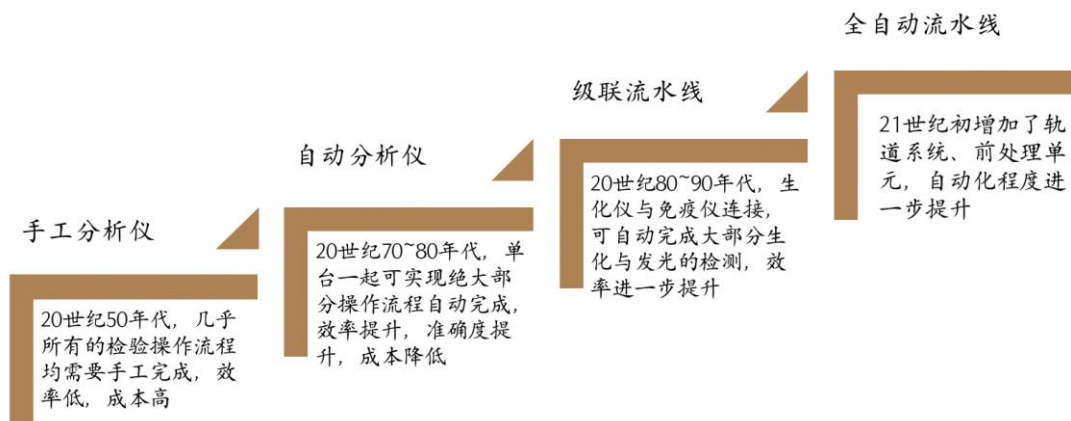 手工分析仪
20世纪50年代，几乎
所有的检验操作流程
均需要手工完成，效
率低，成本高
自动分析仪
20世纪70~80年代，单
台一起可实现绝大部
分操作流程自动完成，
效率提升，准确度提
升，成本降低
级联流水线
20世纪80~90年代，生
化仪与免疫仪连接，
可自动完成大部分生
化与发光的检测，效
率进一步提升
全自动流水线
21世纪初增加了轨
道系统、前处理单
元，自动化程度进
一步提升